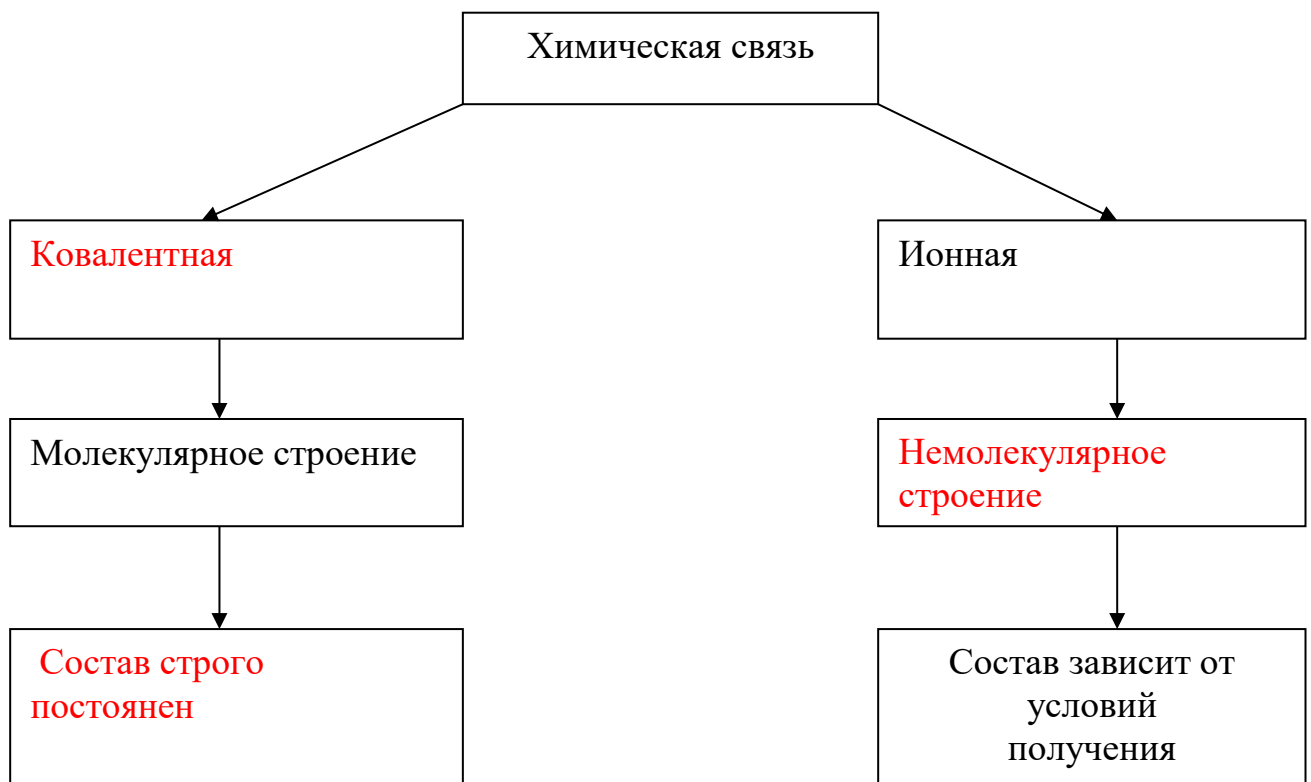 Химическая связь
Ковалентная
Ионная
Молекулярное строение
Немолекулярное
строение
Состав строго
постоянен
Состав зависит от
условий
получения